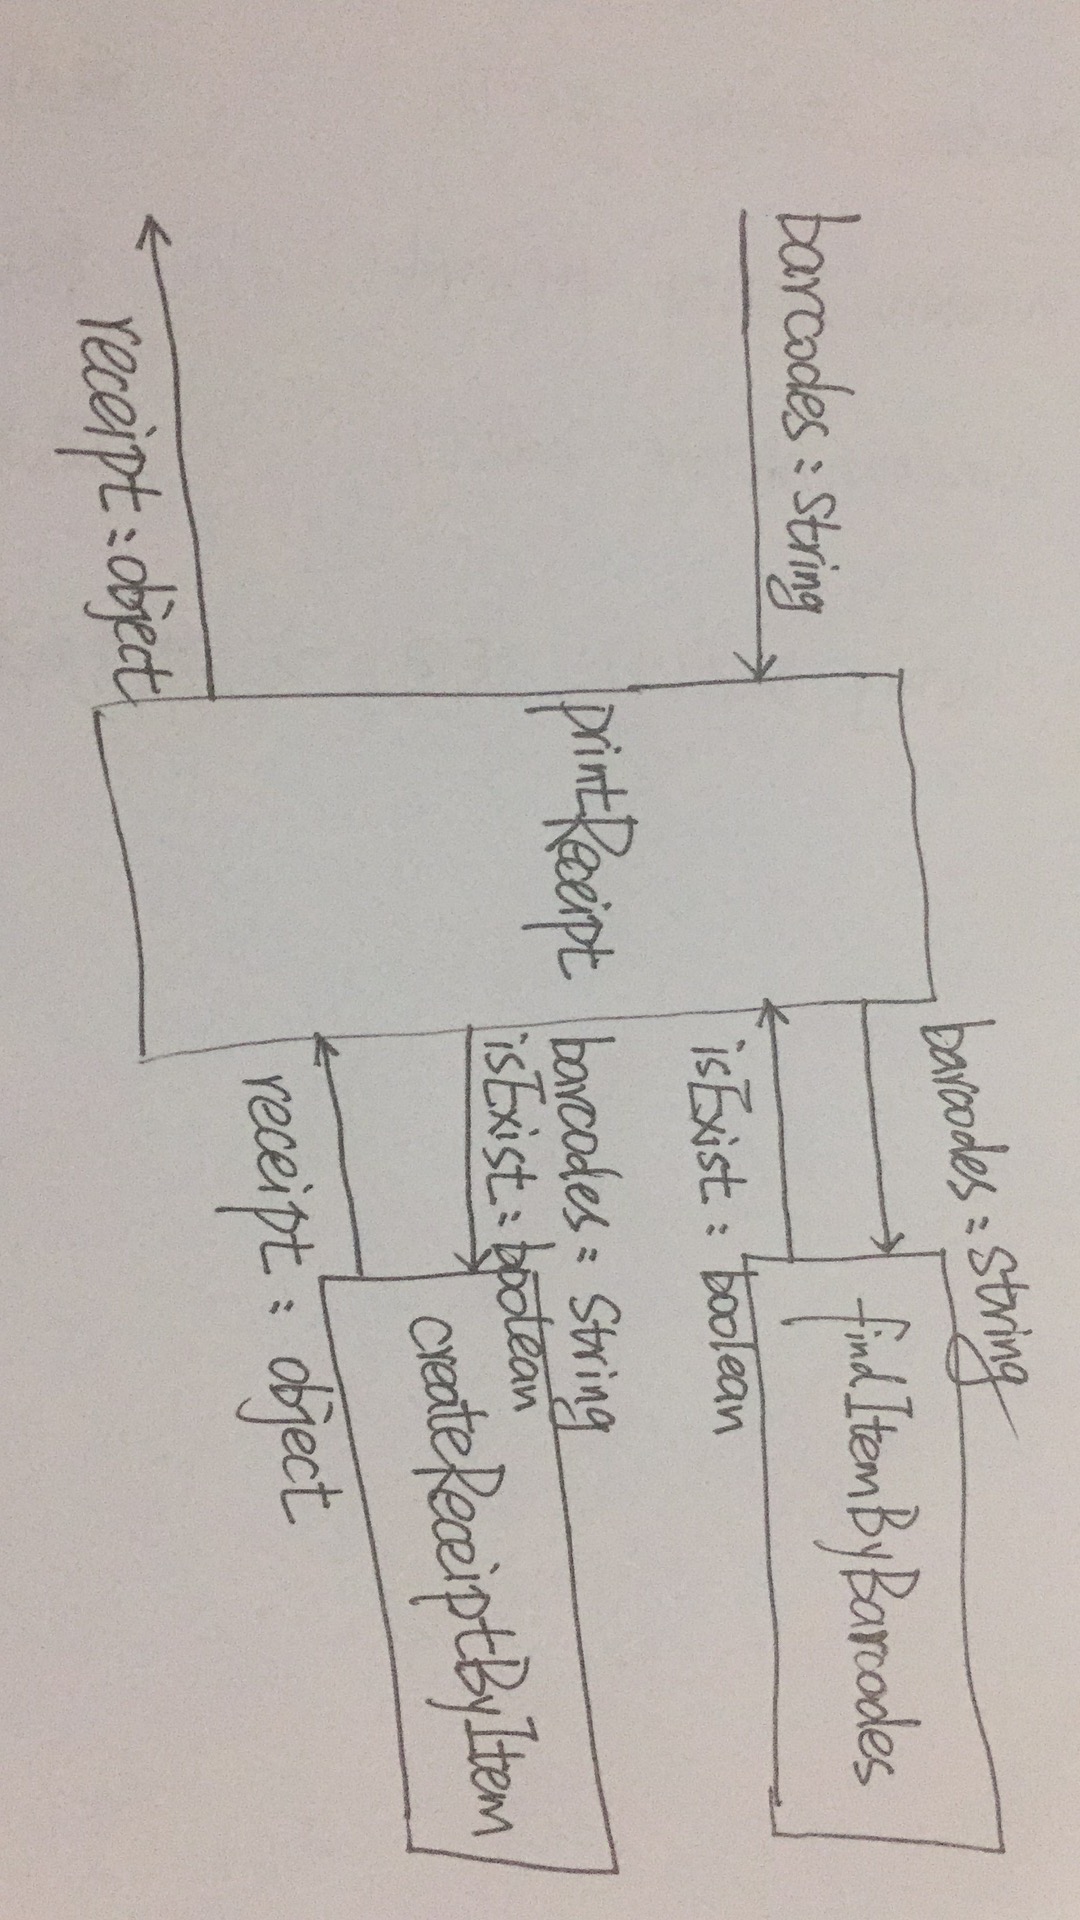 barcodes : String
printReceipt
receipt : object
barcodes : String
isExist : boolean
findItemByBarcodes
barcodes : String
isExist : boolean
receipt : object
createReceiptByItem